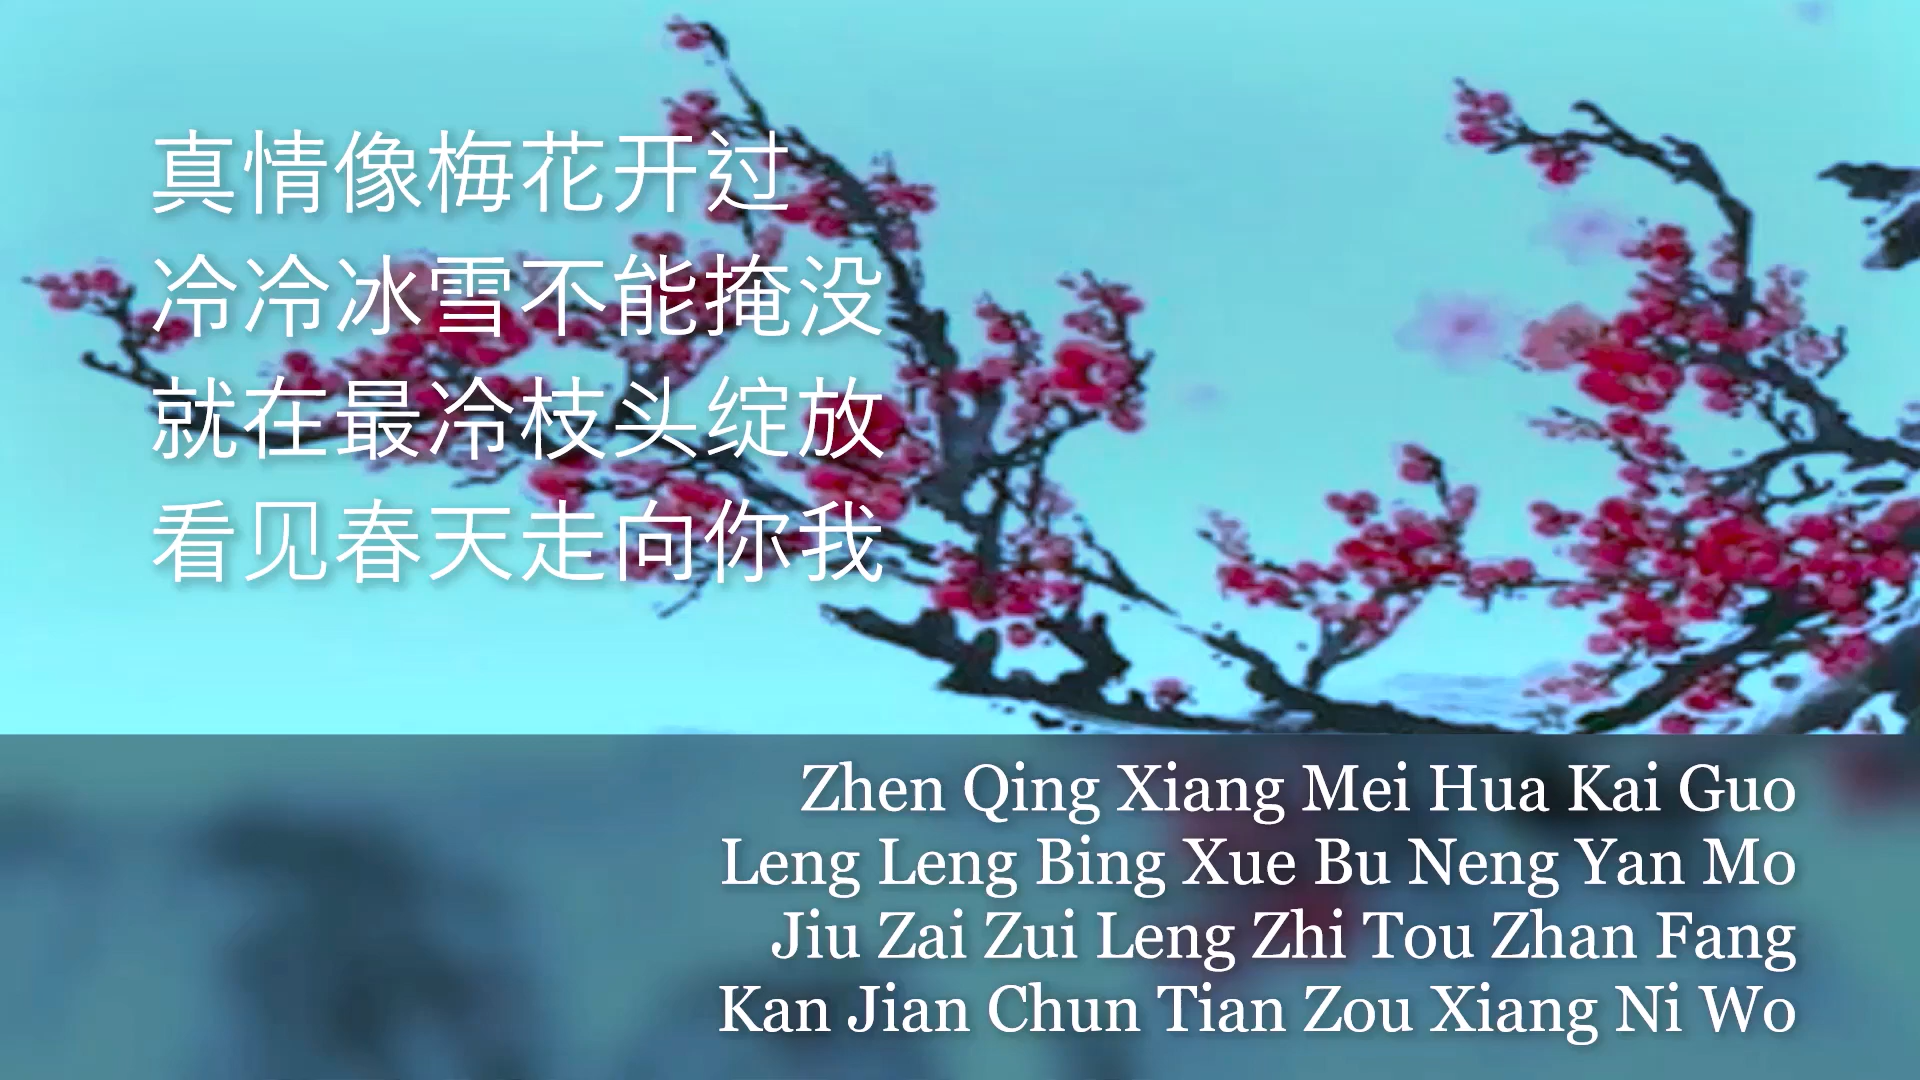 真情像梅花开过
冷冷冰雪不能掩没
就在最冷枝头绽放
看见春天走向你我
Zhen Qing Xiang Mei Hua Kai Guo
Leng Leng Bing Xue Bu Neng Yan Mo
Jiu Zai Zui Leng Zhi Tou Zhan Fang
Kan Jian Chun Tian Zou Xiang Ni Wo